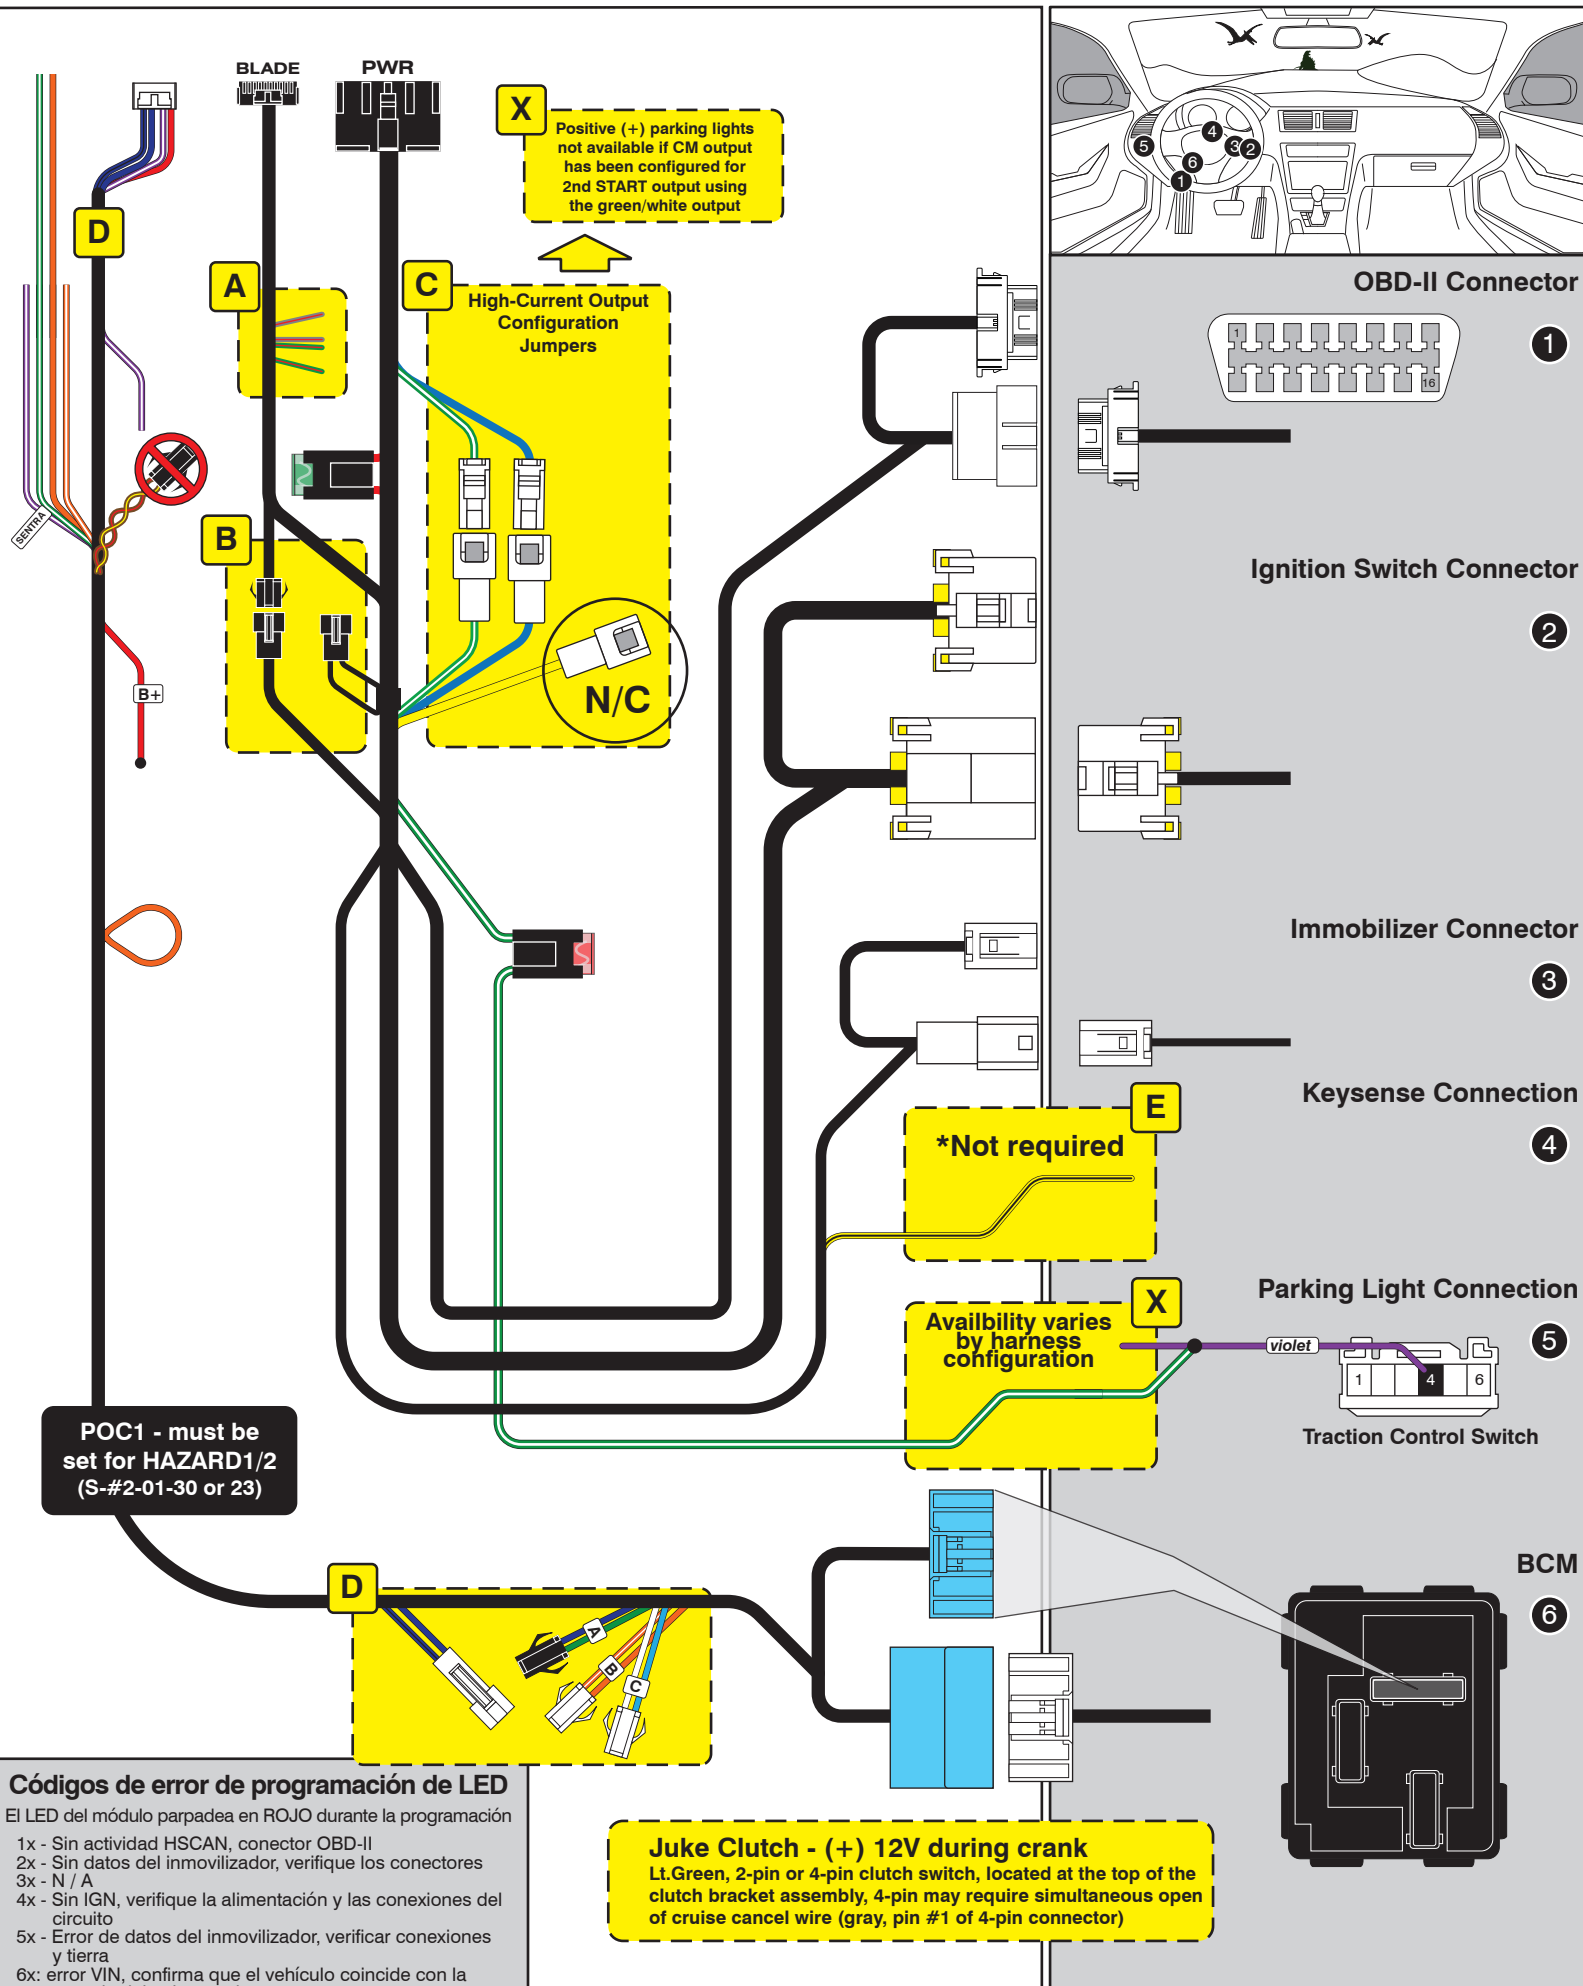 BLADE
PWR
X
Positive (+) parking lights
not available if CM output
has been configured for
2nd START output using
the green/white output
D
A
C
High-Current Output
Configuration
Jumpers
SENTRA
B
B+
N/C
5
4
3
2
6
1
OBD-II Connector
1
1
16
Ignition Switch Connector
2
Immobilizer Connector
3
Keysense Connection
4
E
*Not required
Parking Light Connection
5
X
Availbility varies
by harness
configuration
violet
1
4
6
Traction Control Switch
POC1 - must be
set for HAZARD1/2
(S-#2-01-30 or 23)
BCM
6
D
A
B
C
Códigos de error de programación de LED
El LED del módulo parpadea en ROJO durante la programación
1x - Sin actividad HSCAN, conector OBD-II
2x - Sin datos del inmovilizador, verifique los conectores
3x - N / A
4x - Sin IGN, verifique la alimentación y las conexiones del
circuito
5x - Error de datos del inmovilizador, verificar conexiones
y tierra
6x: error VIN, confirma que el vehículo coincide con la
Juke Clutch - (+) 12V during crank
Lt.Green, 2-pin or 4-pin clutch switch, located at the top of the
clutch bracket assembly, 4-pin may require simultaneous open
of cruise cancel wire (gray, pin #1 of 4-pin connector)